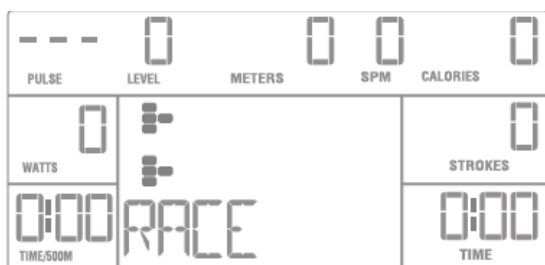 --- 0 0 0 0
PULSE LEVEL METERS SPM CALORIES
0 0
WATTS STROKES
0:00 RACE 0:00
TIME/500M TIME